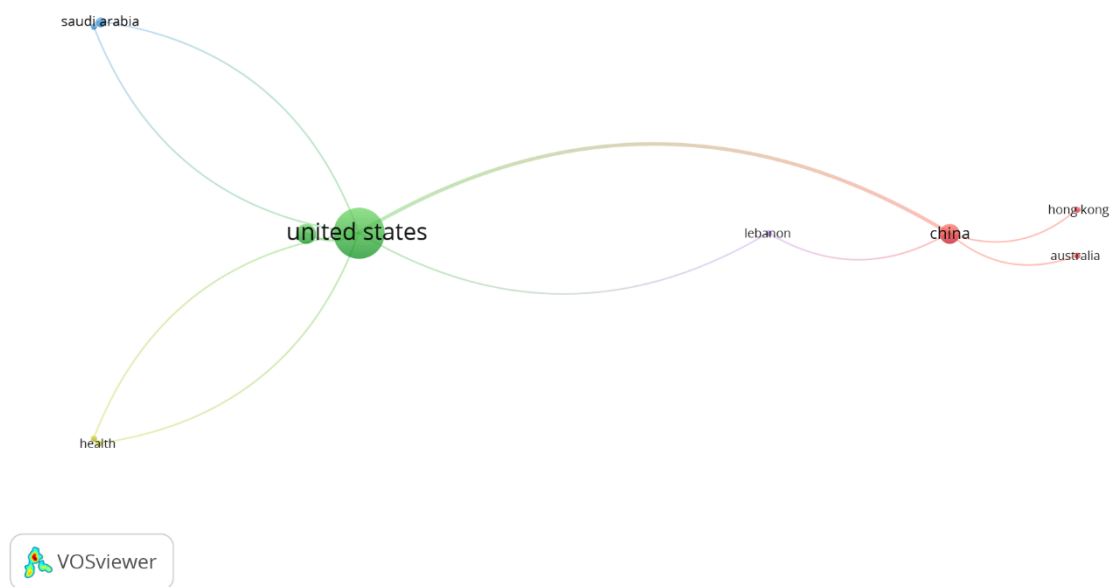 saudi arabia
hong kong
united states
lebanon
china
australia
health
VOSviewer